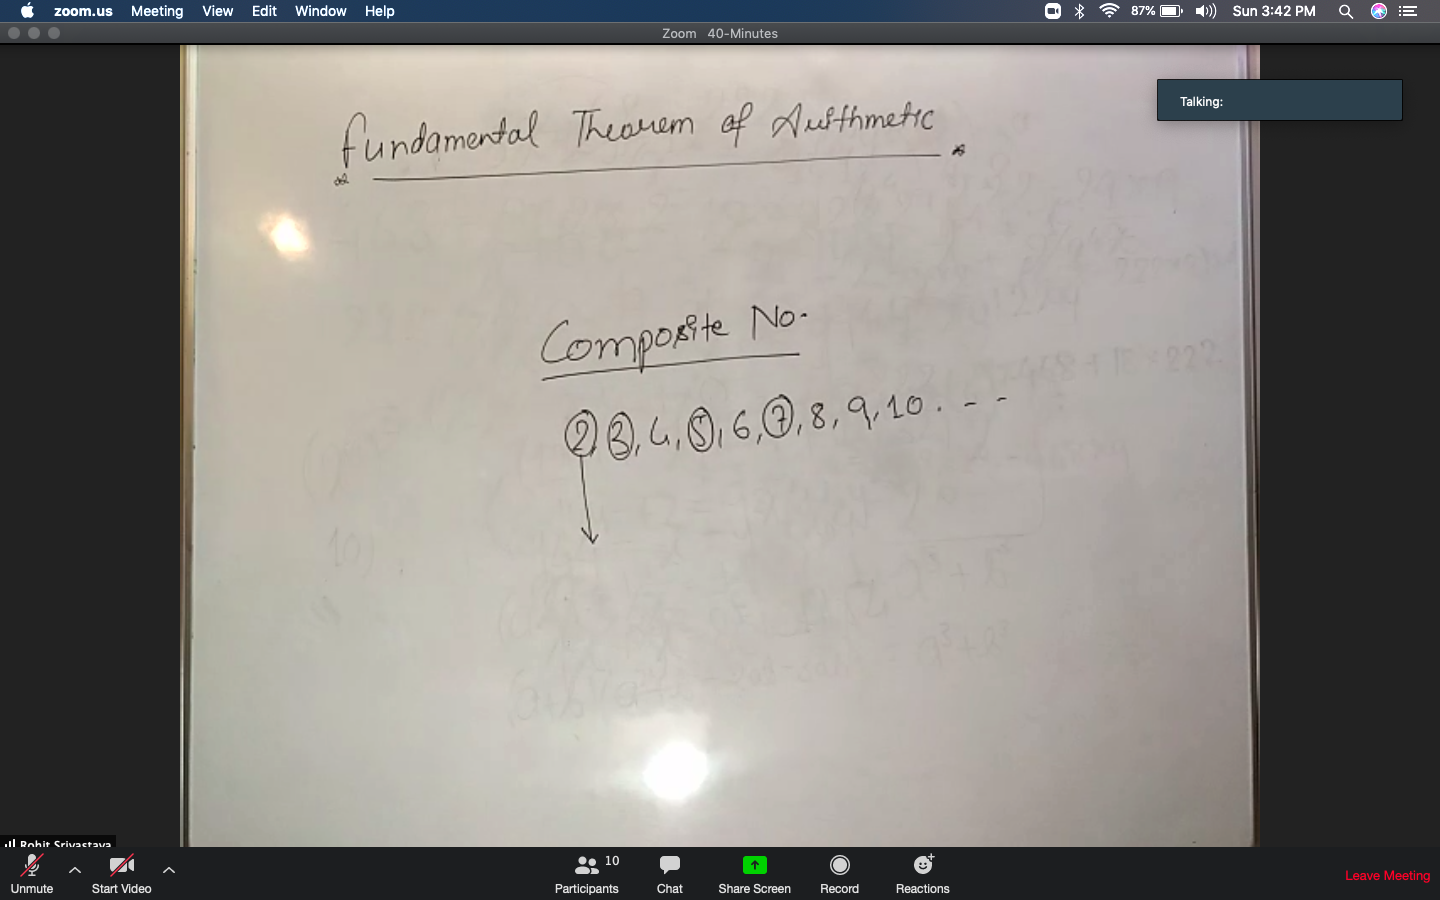 zoom.us Meeting View Edit Window Help 87% Sun 3:42 PM
Zoom 40-Minutes
Talking:
Fundamental Theorem of Arithmetic
Composite No.
2, 3, 4, 5, 6, 7, 8, 9, 10. - -
10)
Rohit Srivastava
Unmute Start Video Participants 10 Chat Share Screen Record Reactions Leave Meeting